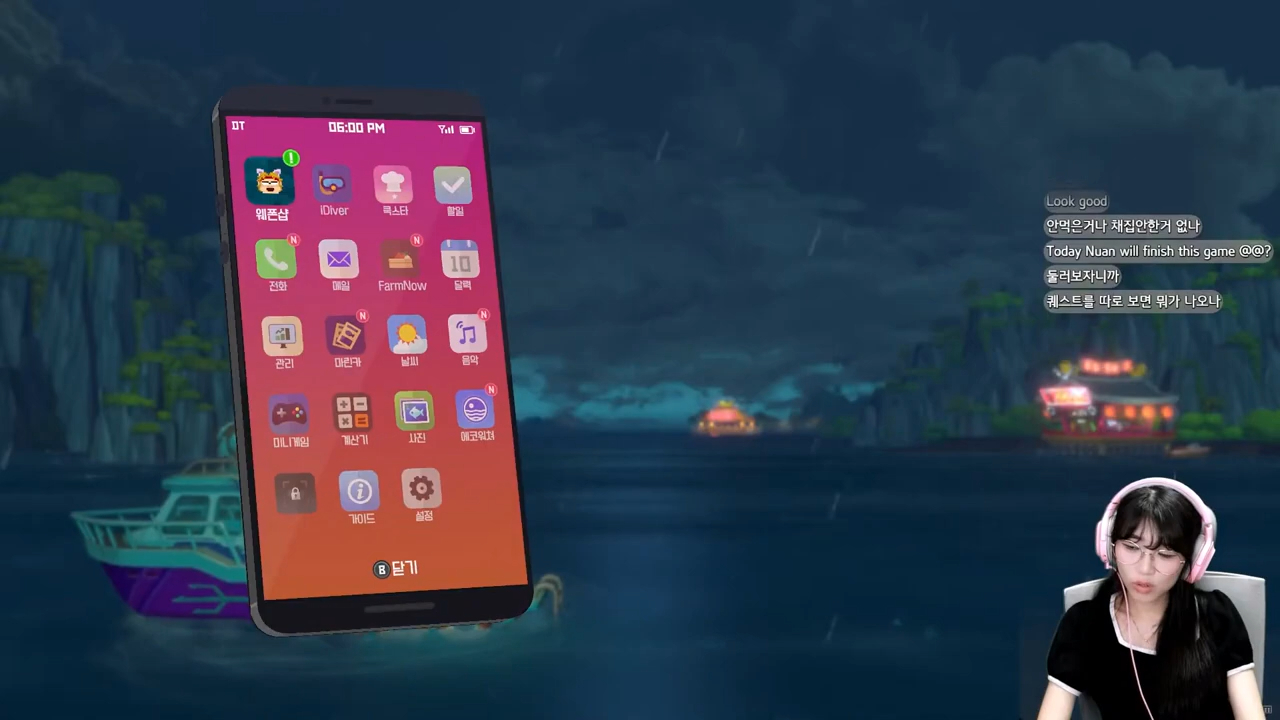 DT
06:00 PM
웨폰샵
IDiver
쿡스타
할일
N
N
전화
메일
FarmNow
10
달력
N
N
관리
마린카
날씨
음악
N
미니게임
계산기
사진
에코워쳐
가이드
설정
B 닫기
Look good
안먹은거나 채집안한거 없나
Today Nuan will finish this game @@?
둘러보자니까
퀘스트를 따로 보면 뭐가 나오나